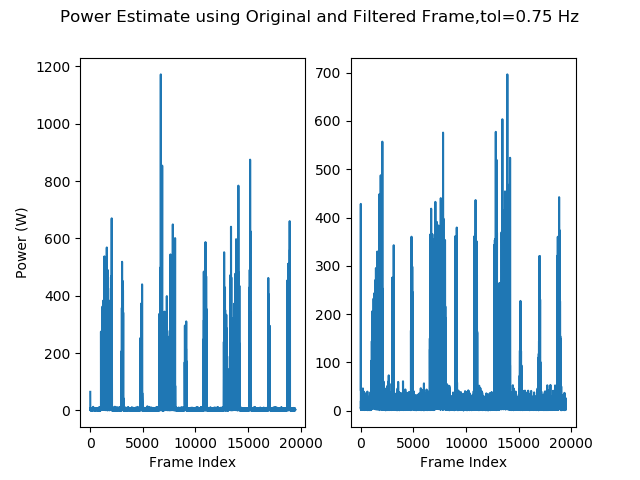 Power Estimate using Original and Filtered Frame,tol=0.75 Hz
Power (W)
1200
1000
800
600
400
200
0
0 5000 10000 15000 20000
Frame Index
700
600
500
400
300
200
100
0
0 5000 10000 15000 20000
Frame Index